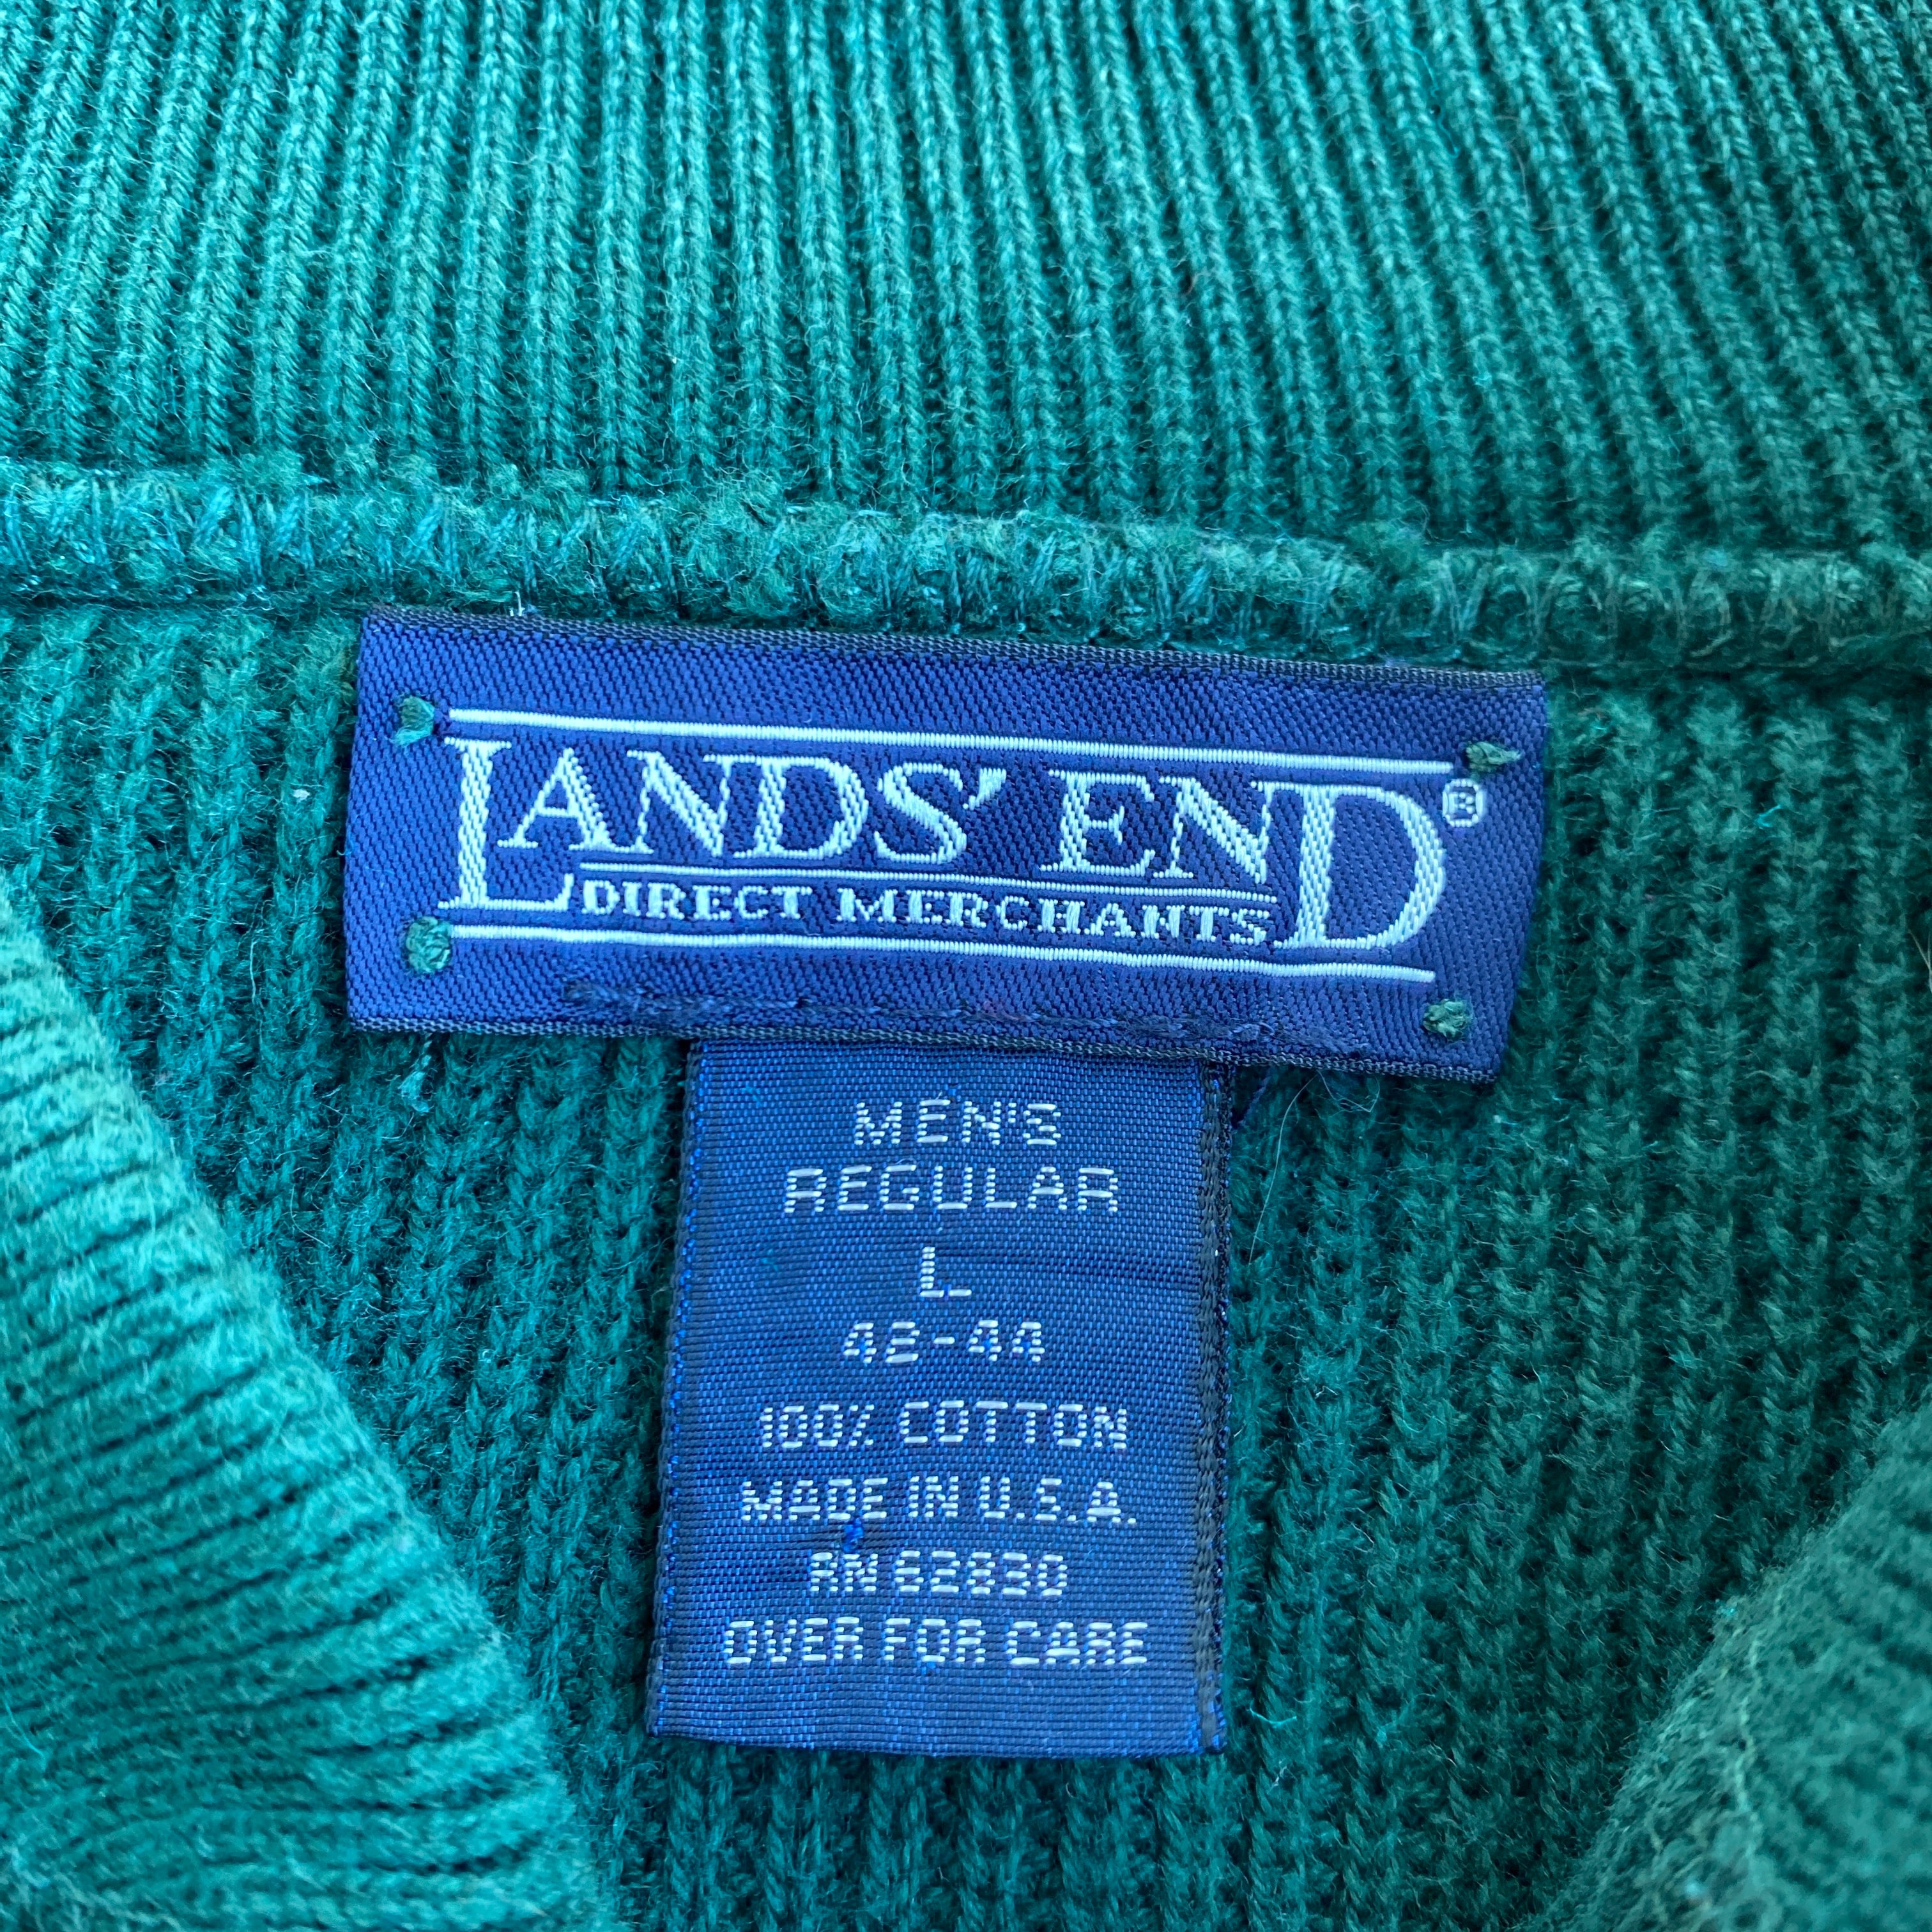 LANDS' END®
DIRECT MERCHANTS
MEN'S
REGULAR
L
42-44
100% COTTON
MADE IN U.S.A.
RN 62830
OVER FOR CARE